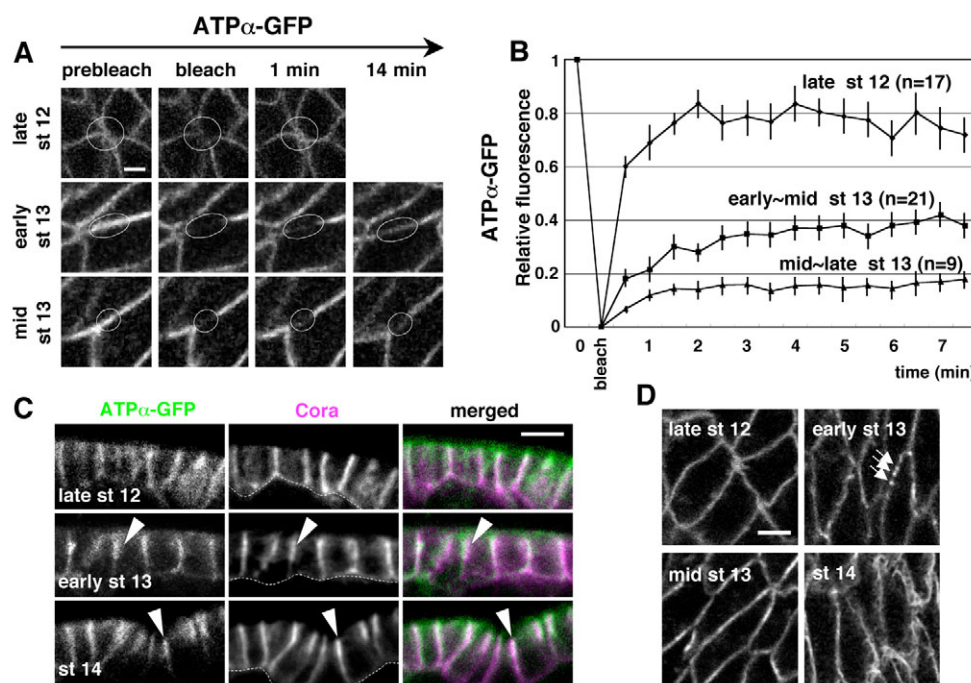 A
ATPα-GFP
prebleach bleach 1 min 14 min
late st 12
early st 13
mid st 13
B
ATPα-GFP
Relative fluorescence
1
0.8
0.6
0.4
0.2
0
late st 12 (n=17)
early~mid st 13 (n=21)
mid~late st 13 (n=9)
0 bleach 1 2 3 4 5 6 7
time (min)
C
ATPα-GFP Cora merged
late st 12
early st 13
st 14
D
late st 12 early st 13
mid st 13 st 14